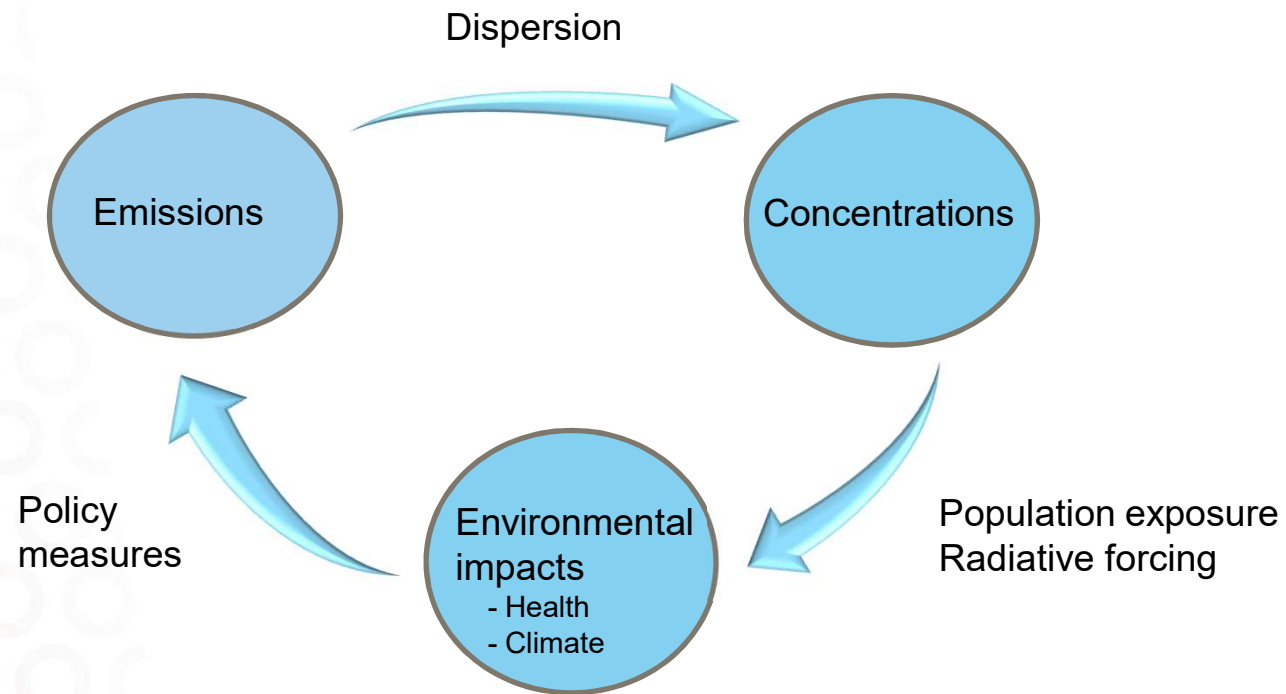 Dispersion
Emissions
Concentrations
Policy
measures
Environmental
impacts
- Health
- Climate
Population exposure
Radiative forcing